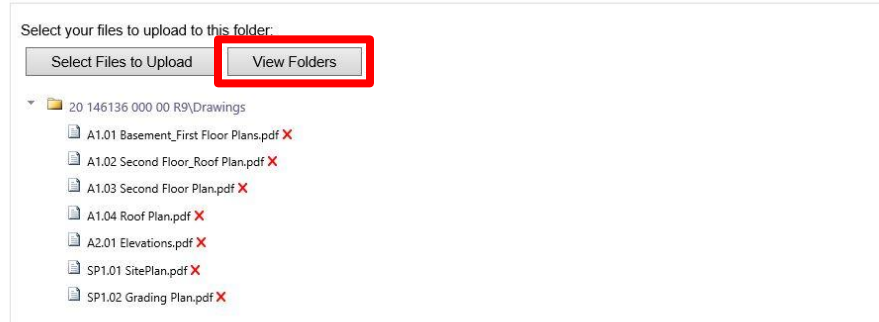 Select your files to upload to this folder:
Select Files to Upload View Folders
20 146136 000 00 R9\Drawings
A1.01 Basement_First Floor Plans.pdf
A1.02 Second Floor_Roof Plan.pdf
A1.03 Second Floor Plan.pdf
A1.04 Roof Plan.pdf
A2.01 Elevations.pdf
SP1.01 SitePlan.pdf
SP1.02 Grading Plan.pdf